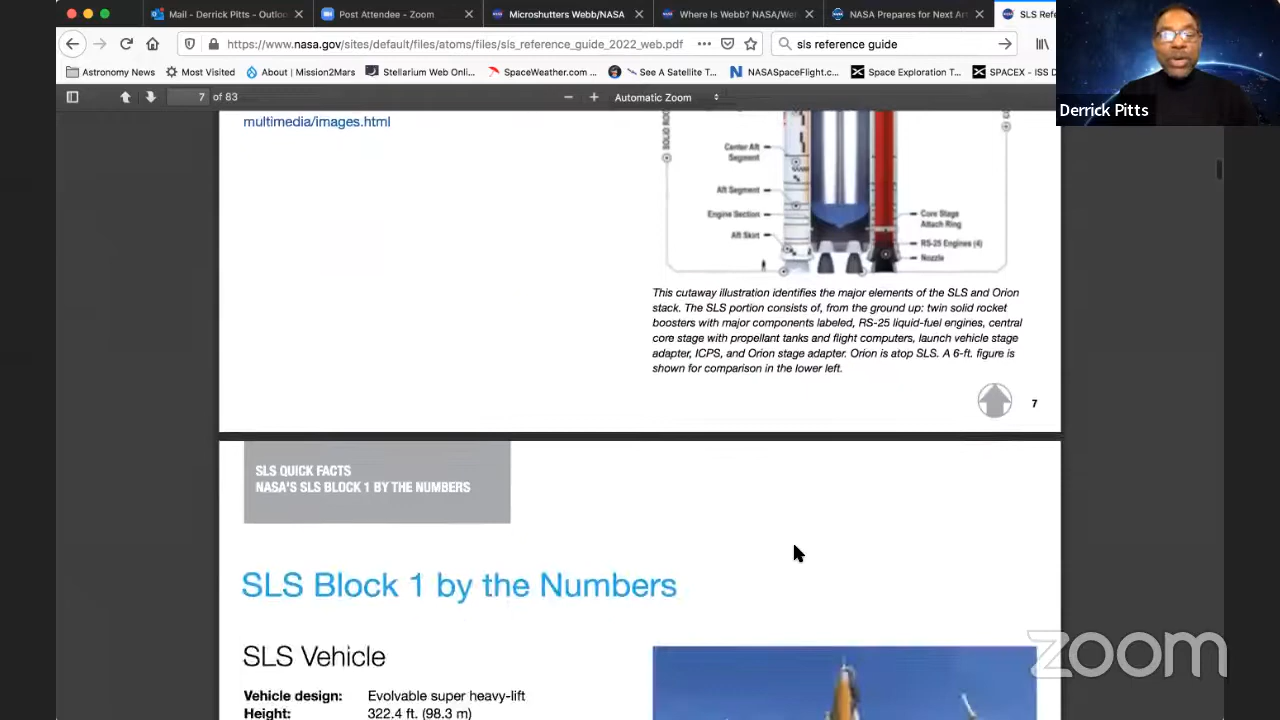 Mail - Derrick Pitts - Outloo
Post Attendee - Zoom
Microshutters Webb/NASA
Where Is Webb? NASA/We
NASA Prepares for Next Art
SLS Refe
https://www.nasa.gov/sites/default/files/atoms/files/sls_reference_guide_2022_web.pdf
sls reference guide
Astronomy News
Most Visited
About | Mission2Mars
Stellarium Web Onl...
SpaceWeather.com ...
See A Satellite T...
NASASpaceFlight.c...
Space Exploration T...
SPACEX - ISS D
Derrick Pitts
7 of 83
Automatic Zoom
multimedia/images.html
Center Aft
Segment
Aft Segment
Engine Section
Aft Skirt
Core Stage
Attach Ring
RS-25 Engines (4)
Nozzle
This cutaway illustration identifies the major elements of the SLS and Orion
stack. The SLS portion consists of, from the ground up: twin solid rocket
boosters with major components labeled, RS-25 liquid-fuel engines, central
core stage with propellant tanks and flight computers, launch vehicle stage
adapter, ICPS, and Orion stage adapter. Orion is atop SLS. A 6-ft. figure is
shown for comparison in the lower left.
7
SLS QUICK FACTS
NASA'S SLS BLOCK 1 BY THE NUMBERS
SLS Block 1 by the Numbers
SLS Vehicle
Vehicle design: Evolvable super heavy-lift
Height: 322.4 ft. (98.3 m)
zoom